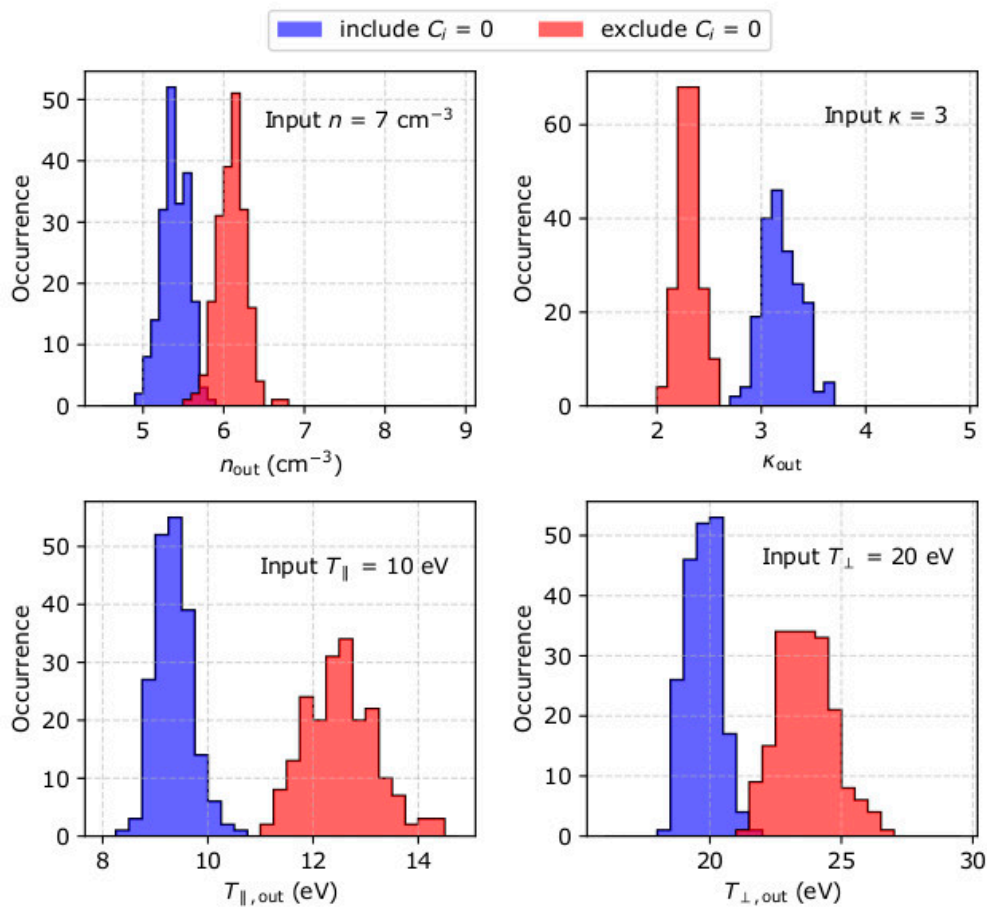 include Cᵢ = 0 exclude Cᵢ = 0
Input n = 7 cm⁻³
Occurrence
50
40
30
20
10
0
5 6 7 8 9
n_out (cm⁻³)
Input κ = 3
Occurrence
60
40
20
0
2 3 4 5
κ_out
Input T_∥ = 10 eV
Occurrence
50
40
30
20
10
0
8 10 12 14
T_∥,out (eV)
Input T_⊥ = 20 eV
Occurrence
50
40
30
20
10
0
20 25 30
T_⊥,out (eV)